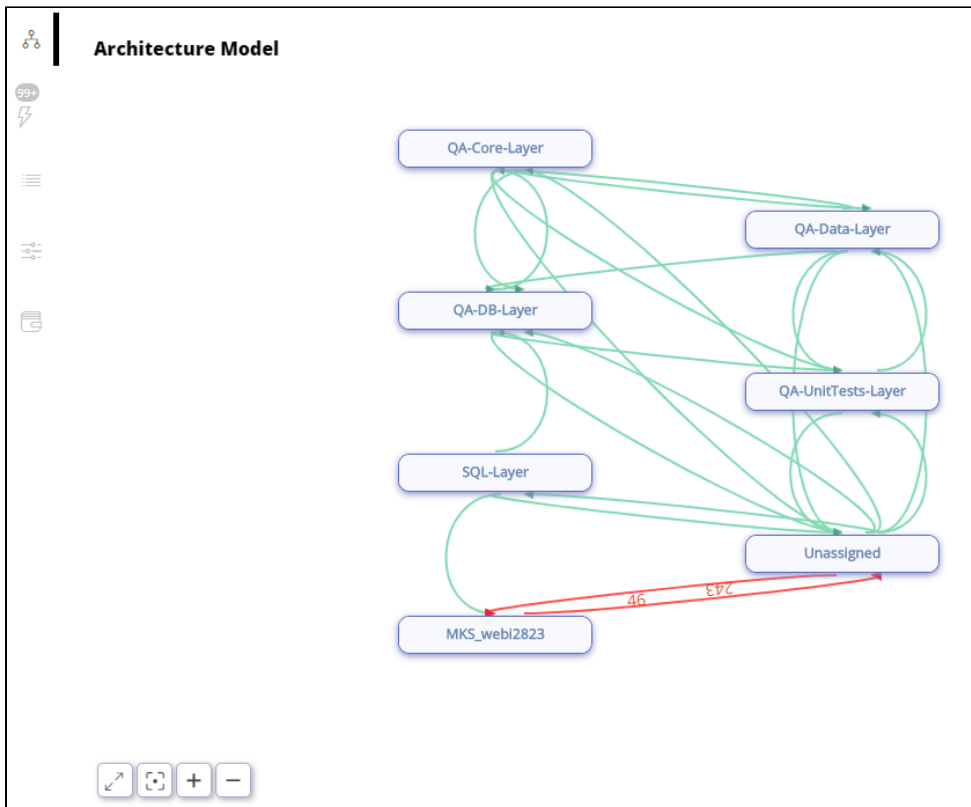 Architecture Model
99+
QA-Core-Layer
QA-Data-Layer
QA-DB-Layer
QA-UnitTests-Layer
SQL-Layer
Unassigned
46
243
MKS_webi2823